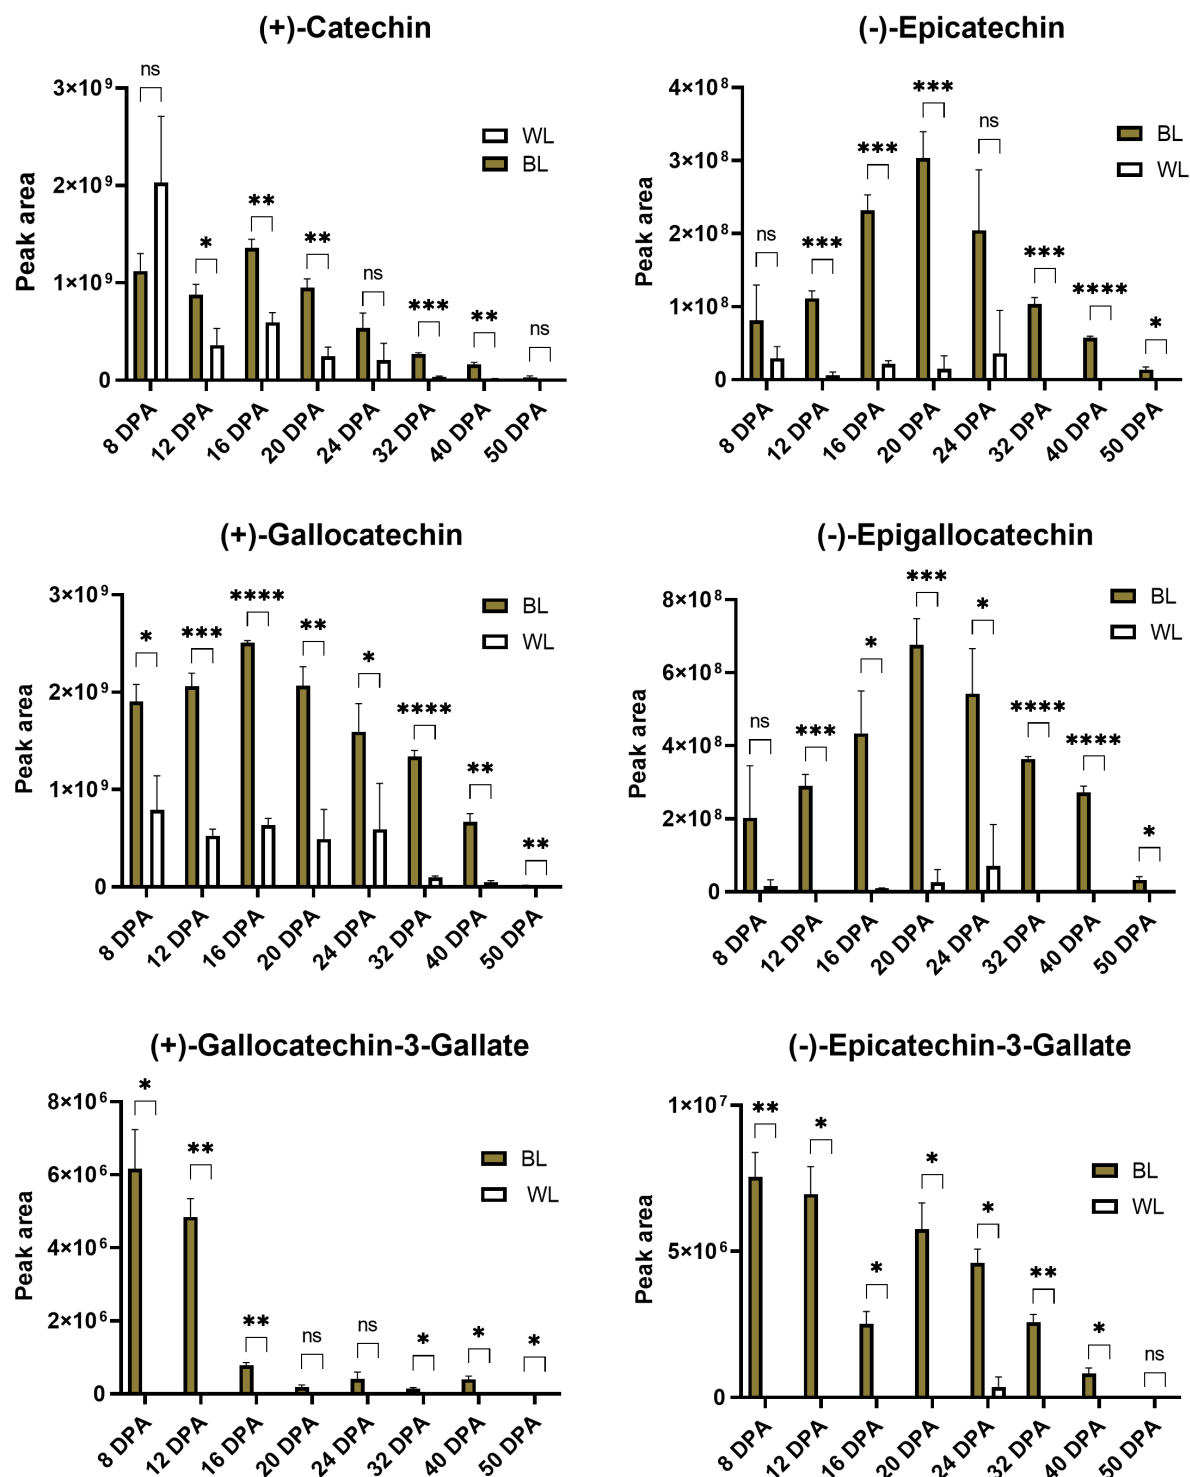 (+)-Catechin
3×10⁹
2×10⁹
1×10⁹
0
Peak area
ns
*
**
**
ns
***
**
ns
WL
BL
8 DPA
12 DPA
16 DPA
20 DPA
24 DPA
32 DPA
40 DPA
50 DPA
(-)-Epicatechin
4×10⁸
3×10⁸
2×10⁸
1×10⁸
0
Peak area
ns
***
***
***
ns
***
****
*
BL
WL
8 DPA
12 DPA
16 DPA
20 DPA
24 DPA
32 DPA
40 DPA
50 DPA
(+)-Gallocatechin
3×10⁹
2×10⁹
1×10⁹
0
Peak area
*
***
****
**
*
****
**
**
BL
WL
8 DPA
12 DPA
16 DPA
20 DPA
24 DPA
32 DPA
40 DPA
50 DPA
(-)-Epigallocatechin
8×10⁸
6×10⁸
4×10⁸
2×10⁸
0
Peak area
ns
***
*
***
*
****
****
*
BL
WL
8 DPA
12 DPA
16 DPA
20 DPA
24 DPA
32 DPA
40 DPA
50 DPA
(+)-Gallocatechin-3-Gallate
8×10⁶
6×10⁶
4×10⁶
2×10⁶
0
Peak area
*
**
**
ns
ns
*
*
*
BL
WL
8 DPA
12 DPA
16 DPA
20 DPA
24 DPA
32 DPA
40 DPA
50 DPA
(-)-Epicatechin-3-Gallate
1×10⁷
5×10⁶
0
Peak area
**
*
*
*
*
**
*
ns
BL
WL
8 DPA
12 DPA
16 DPA
20 DPA
24 DPA
32 DPA
40 DPA
50 DPA